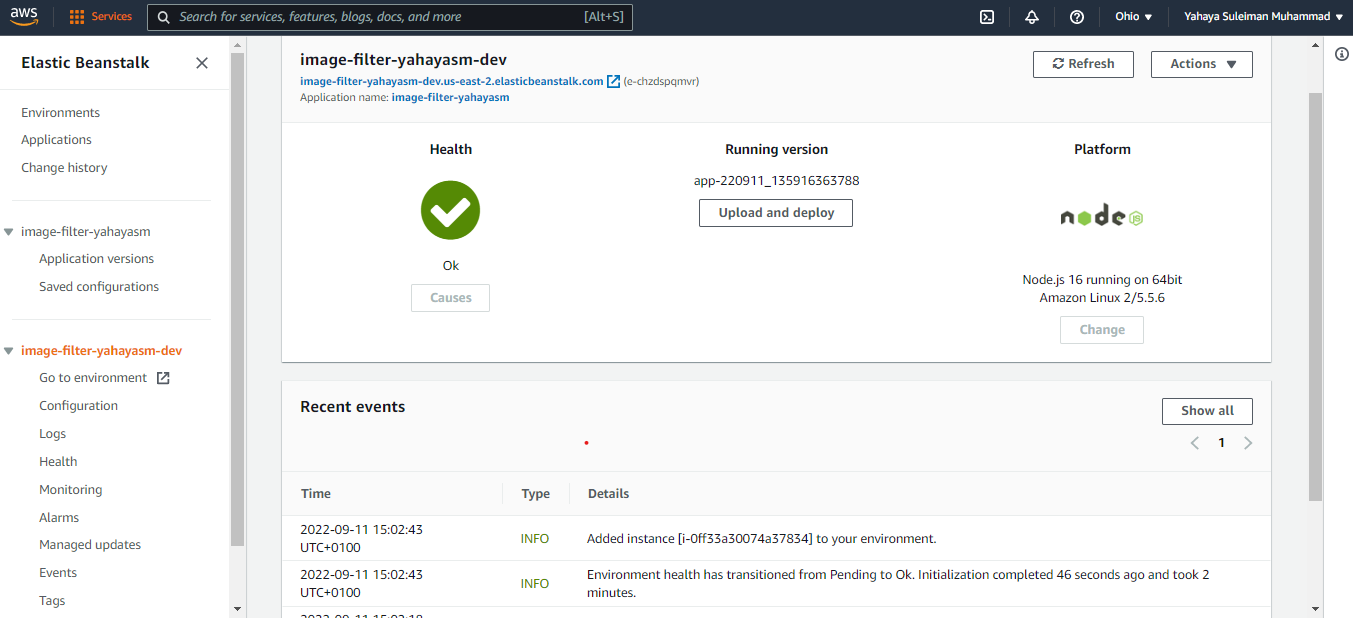 aws
Services
Search for services, features, blogs, docs, and more
[Alt+S]
Ohio
Yahaya Suleiman Muhammad
Elastic Beanstalk
Environments
Applications
Change history
image-filter-yahayasm
Application versions
Saved configurations
image-filter-yahayasm-dev
Go to environment
Configuration
Logs
Health
Monitoring
Alarms
Managed updates
Events
Tags
image-filter-yahayasm-dev
image-filter-yahayasm-dev.us-east-2.elasticbeanstalk.com (e-chzdspqmvr)
Application name: image-filter-yahayasm
Refresh
Actions
Health
Ok
Causes
Running version
app-220911_135916363788
Upload and deploy
Platform
node JS
Node.js 16 running on 64bit
Amazon Linux 2/5.5.6
Change
Recent events
Show all
1
Time
Type
Details
2022-09-11 15:02:43
UTC+0100
INFO
Added instance [i-0ff33a30074a37834] to your environment.
2022-09-11 15:02:43
UTC+0100
INFO
Environment health has transitioned from Pending to Ok. Initialization completed 46 seconds ago and took 2
minutes.